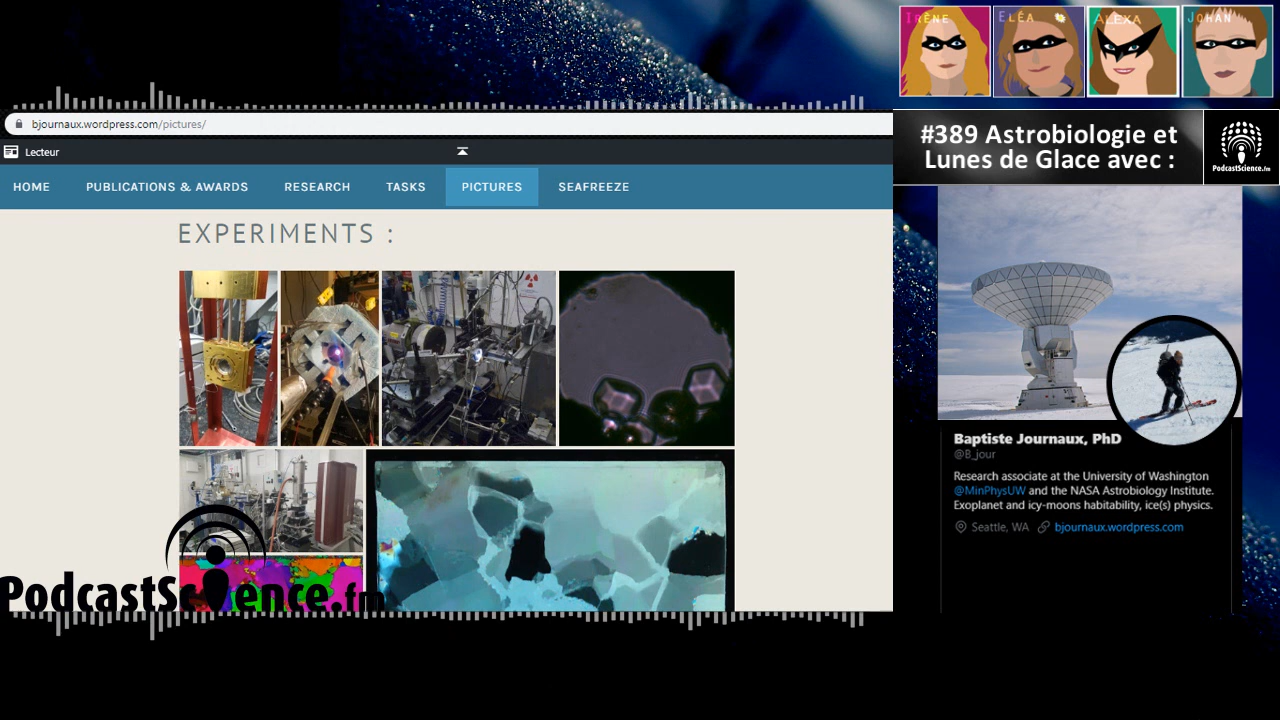 IRÈNE
ELÉA
ALEXA
JOHAN
bjournaux.wordpress.com/pictures/
Lecteur
HOME
PUBLICATIONS & AWARDS
RESEARCH
TASKS
PICTURES
SEAFREEZE
EXPERIMENTS :
#389 Astrobiologie et
Lunes de Glace avec :
PodcastScience.fm
Baptiste Journaux, PhD
@B_jour
Research associate at the University of Washington
@MinPhysUW and the NASA Astrobiology Institute.
Exoplanet and icy-moons habitability, ice(s) physics.
Seattle, WA
bjournaux.wordpress.com
PodcastScience.fm